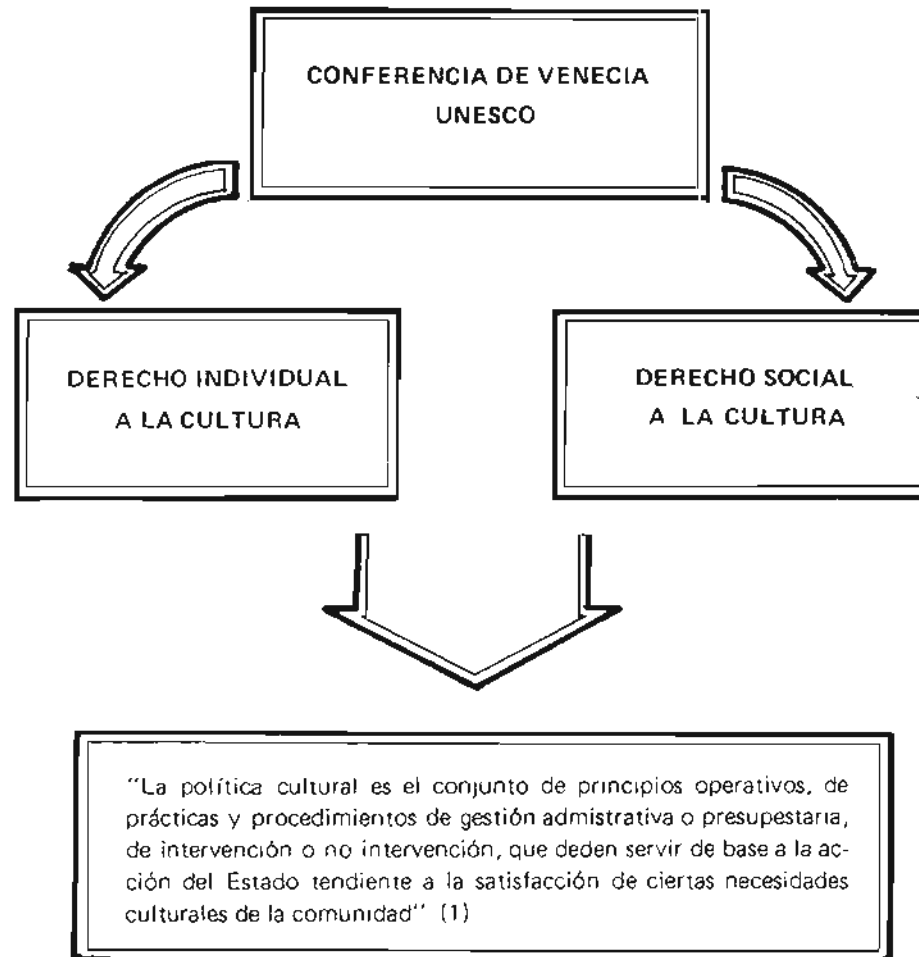 CONFERENCIA DE VENECIA
UNESCO
DERECHO INDIVIDUAL
A LA CULTURA
DERECHO SOCIAL
A LA CULTURA
"La política cultural es el conjunto de principios operativos, de
prácticas y procedimientos de gestión admistrativa o presupestaria,
de intervención o no intervención, que deden servir de base a la ac-
ción del Estado tendiente a la satisfacción de ciertas necesidades
culturales de la comunidad" (1)